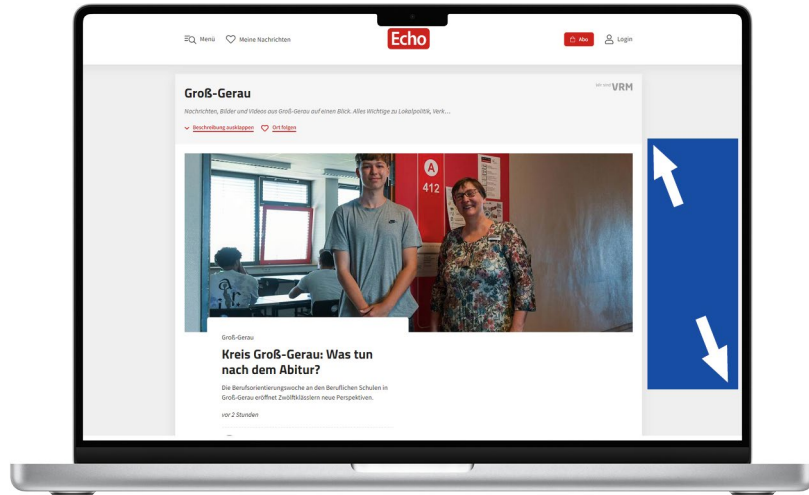 Menü
Meine Nachrichten
Echo
Abo
Login
Groß-Gerau
VRM
Nachrichten, Bilder und Videos aus Groß-Gerau auf einen Blick. Alles Wichtige zu Lokalpolitik, Verk...
Beschreibung ausklappen
Ort folgen
A
412
Groß-Gerau
Kreis Groß-Gerau: Was tun
nach dem Abitur?
Die Berufsorientierungswoche an den Beruflichen Schulen in
Groß-Gerau eröffnet Zwölftklässlern neue Perspektiven.
vor 2 Stunden